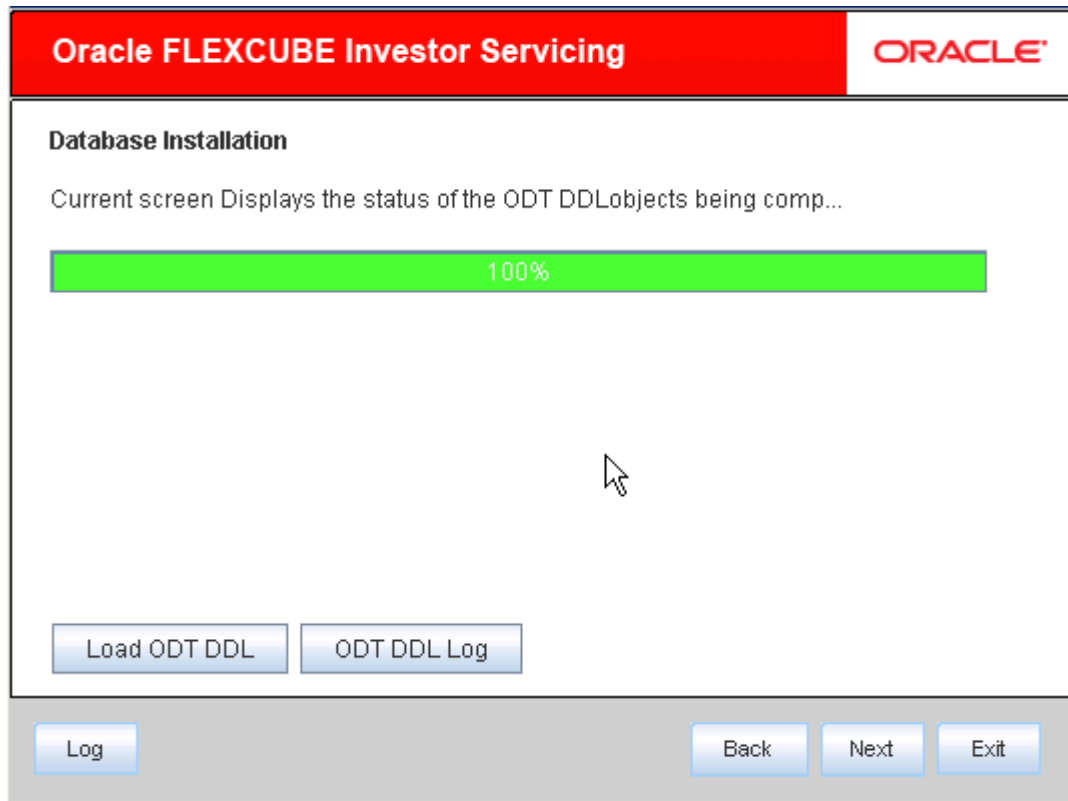 Oracle FLEXCUBE Investor Servicing
ORACLE
Database Installation
Current screen Displays the status of the ODT DDLobjects being comp...
100%
Load ODT DDL
ODT DDL Log
Log
Back
Next
Exit